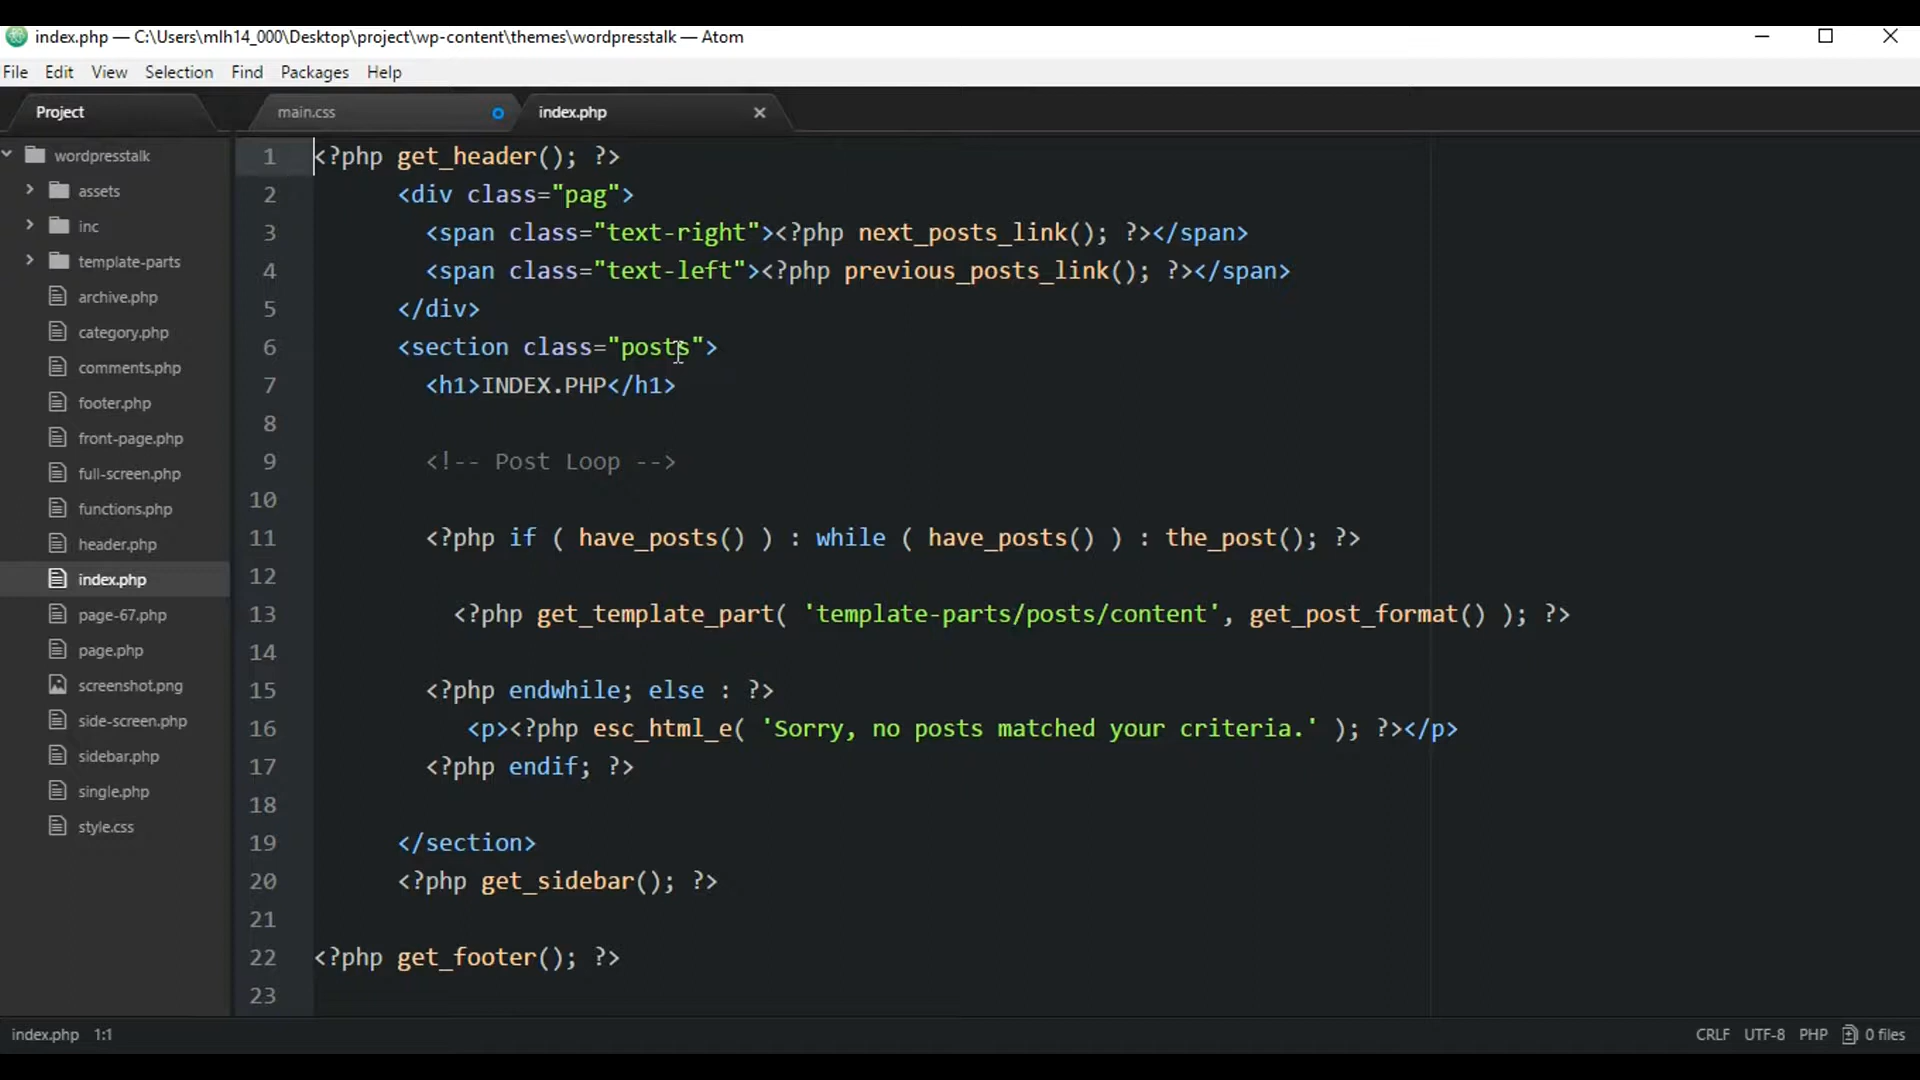 index.php — C:\Users\mlh14_000\Desktop\project\wp-content\themes\wordpresstalk — Atom
File Edit View Selection Find Packages Help
Project
main.css
index.php
wordpresstalk
assets
inc
template-parts
archive.php
category.php
comments.php
footer.php
front-page.php
full-screen.php
functions.php
header.php
index.php
page-67.php
page.php
screenshot.png
side-screen.php
sidebar.php
single.php
style.css
1 <?php get_header(); ?>
2 <div class="pag">
3 <span class="text-right"><?php next_posts_link(); ?></span>
4 <span class="text-left"><?php previous_posts_link(); ?></span>
5 </div>
6 <section class="posts">
7 <h1>INDEX.PHP</h1>
8
9 <!-- Post Loop -->
10
11 <?php if ( have_posts() ) : while ( have_posts() ) : the_post(); ?>
12
13 <?php get_template_part( 'template-parts/posts/content', get_post_format() ); ?>
14
15 <?php endwhile; else : ?>
16 <p><?php esc_html_e( 'Sorry, no posts matched your criteria.' ); ?></p>
17 <?php endif; ?>
18
19 </section>
20 <?php get_sidebar(); ?>
21
22 <?php get_footer(); ?>
23
index.php 1:1
CRLF UTF-8 PHP 0 files